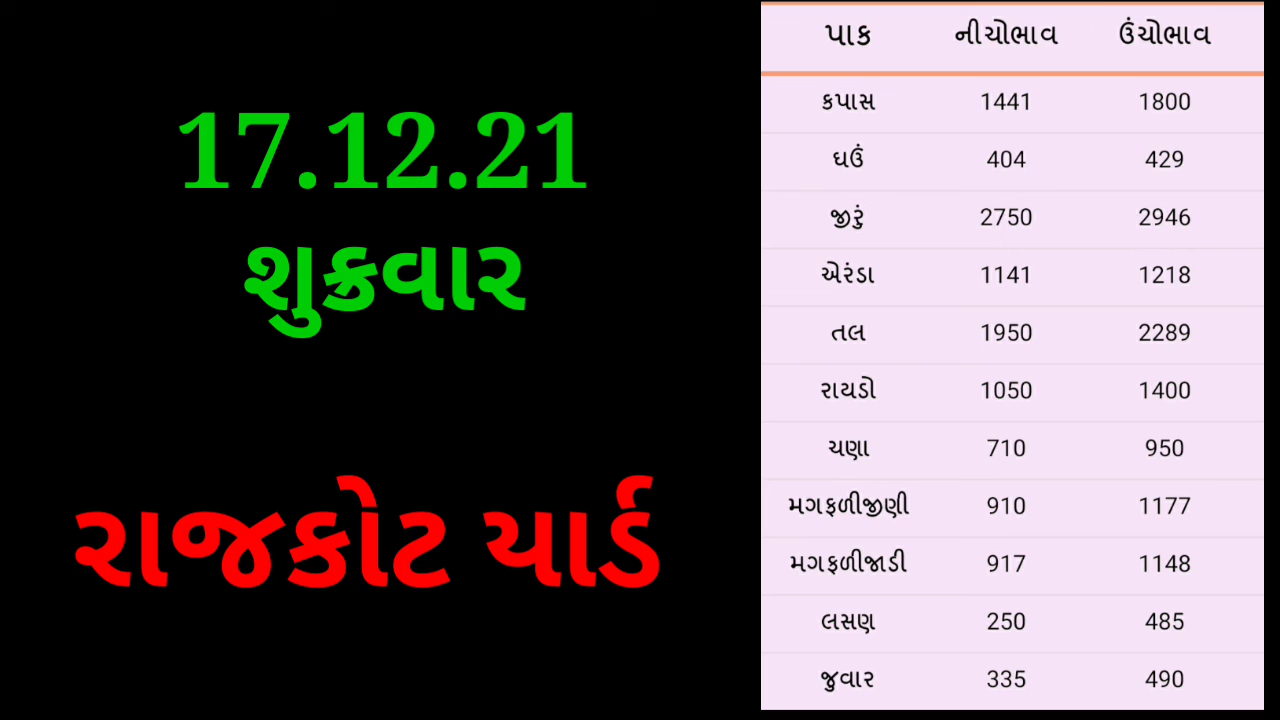 17.12.21
શુક્રવાર
રાજકોટ યાર્ડ
પાક નીચોભાવ ઉંચોભાવ
કપાસ 1441 1800
ઘઉં 404 429
જીરું 2750 2946
એરંડા 1141 1218
તલ 1950 2289
રાયડો 1050 1400
ચણા 710 950
મગફળીજીણી 910 1177
મગફળીજાડી 917 1148
લસણ 250 485
જુવાર 335 490